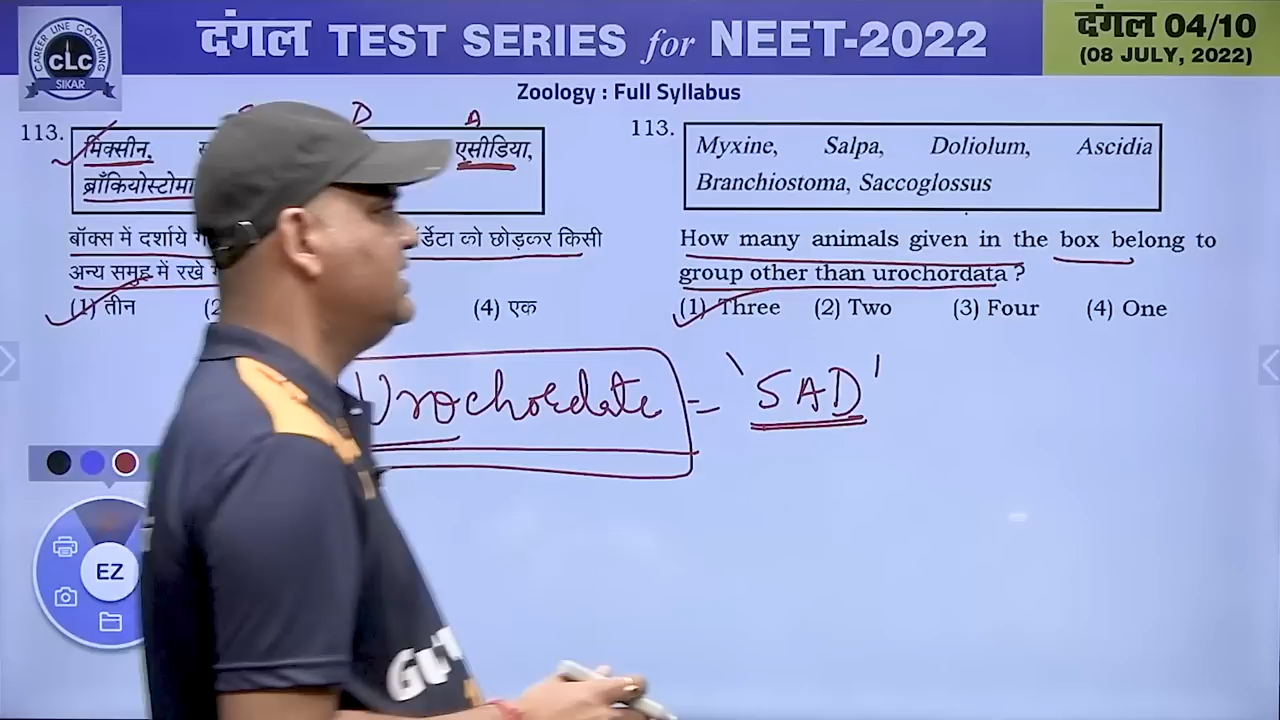 दंगल TEST SERIES for NEET-2022
दंगल 04/10
(08 JULY, 2022)
CAREER LINE COACHING
CLC
SIKAR
Zoology : Full Syllabus
D A
113.
मिक्सीन, एसीडिया,
ब्राँकियोस्टोमा
बॉक्स में दर्शाये को छोड़कर किसी
अन्य समुह में रखे
(1) तीन (4) एक
113.
Myxine, Salpa, Doliolum, Ascidia
Branchiostoma, Saccoglossus
How many animals given in the box belong to
group other than urochordata ?
(1) Three (2) Two (3) Four (4) One
Urochordate = 'SAD'
EZ